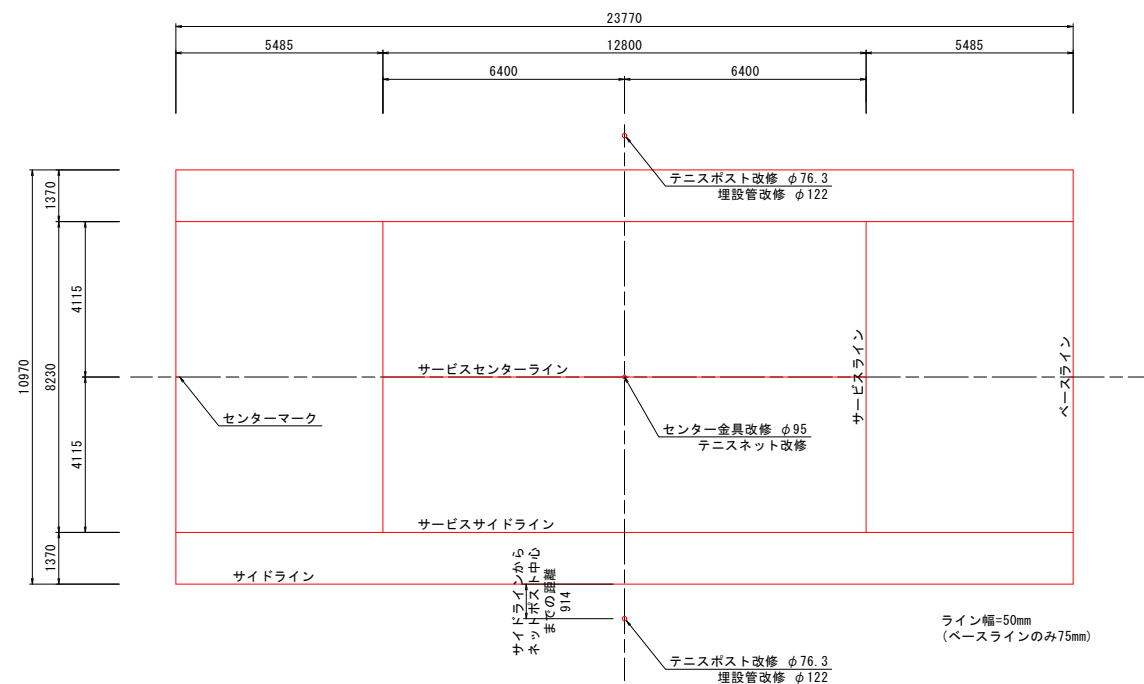 23770
5485
12800
5485
6400
6400
テニスポスト改修 φ76.3
埋設管改修 φ122
1370
4115
8230
10970
4115
1370
サービスセンターライン
サービスライン
ベースライン
センターマーク
センター金具改修 φ95
テニスネット改修
サービスサイドライン
サイドライン
サイドラインから
ネットポスト中心
までの距離
914
ライン幅=50mm
(ベースラインのみ75mm)
テニスポスト改修 φ76.3
埋設管改修 φ122